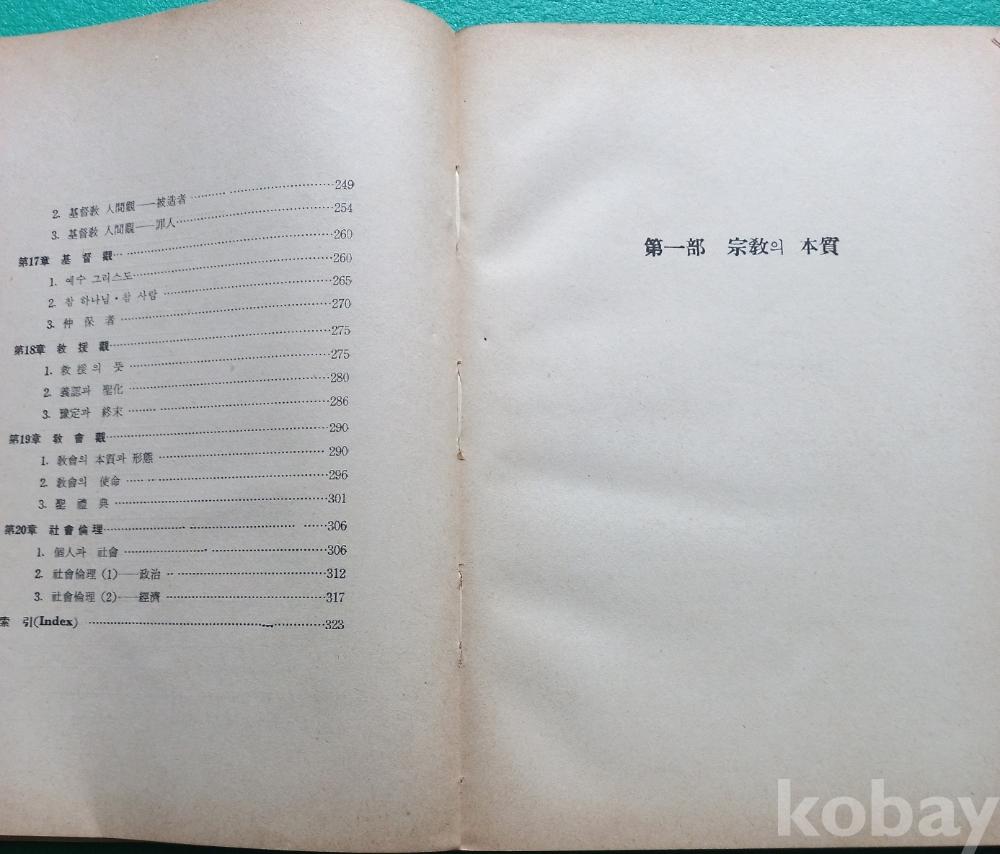 2. 基督敎 人間觀──被造者 ·················· 249
3. 基督敎 人間觀──罪人 ·················· 254
第17章 基 督 觀 ·················· 260
1. 예수 그리스도 ·················· 260
2. 참 하나님·참 사람 ·················· 265
3. 仲 保 者 ·················· 270
第18章 救 援 觀 ·················· 275
1. 救 援 의 뜻 ·················· 275
2. 義認과 聖化 ·················· 280
3. 豫定과 終末 ·················· 286
第19章 敎 會 觀 ·················· 290
1. 敎會의 本質과 形態 ·················· 290
2. 敎會의 使命 ·················· 296
3. 聖 禮 典 ·················· 301
第20章 社會倫理 ·················· 306
1. 個人과 社會 ·················· 306
2. 社會倫理 (1)──政治 ·················· 312
3. 社會倫理 (2)──經濟 ·················· 317
索 引(Index) ·················· 323
第一部 宗敎의 本質
kobay